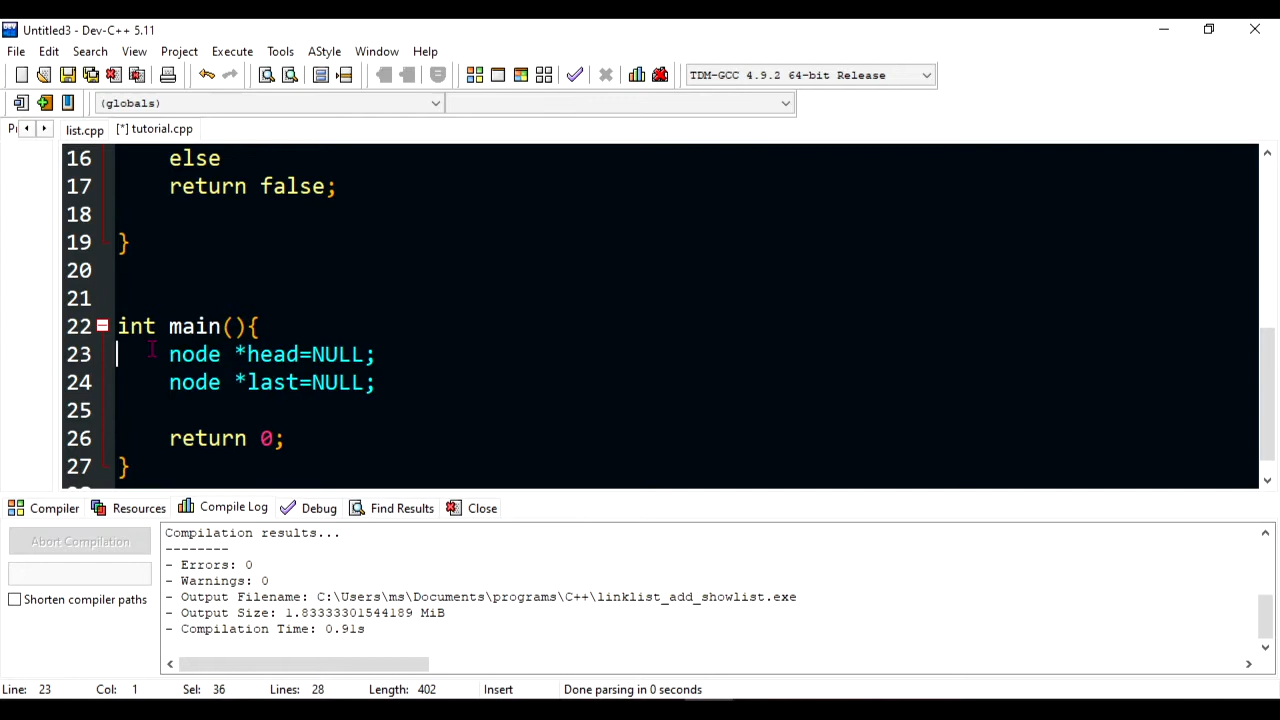 Untitled3 - Dev-C++ 5.11
File Edit Search View Project Execute Tools AStyle Window Help
TDM-GCC 4.9.2 64-bit Release
(globals)
list.cpp [*] tutorial.cpp
16 else
17 return false;
18
19 }
20
21
22 int main(){
23 node *head=NULL;
24 node *last=NULL;
25
26 return 0;
27 }
Compiler Resources Compile Log Debug Find Results Close
Abort Compilation
Shorten compiler paths
Compilation results...
--------
- Errors: 0
- Warnings: 0
- Output Filename: C:\Users\ms\Documents\programs\C++\linklist_add_showlist.exe
- Output Size: 1.83333301544189 MiB
- Compilation Time: 0.91s
Line: 23 Col: 1 Sel: 36 Lines: 28 Length: 402 Insert Done parsing in 0 seconds